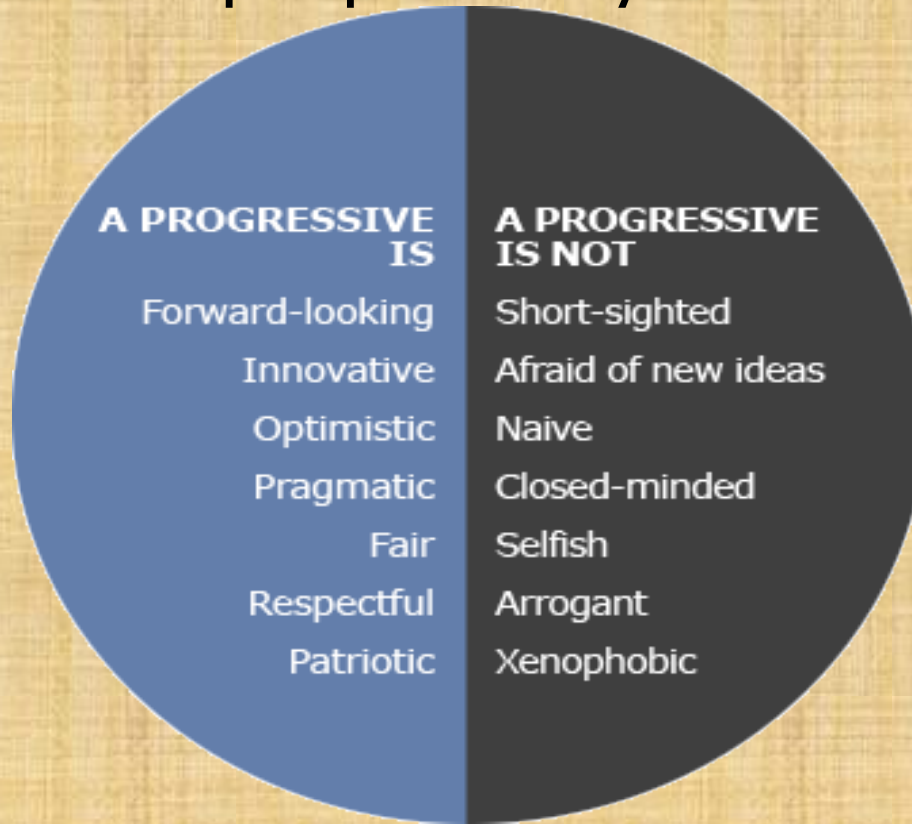 A PROGRESSIVE
IS
Forward-looking
Innovative
Optimistic
Pragmatic
Fair
Respectful
Patriotic
A PROGRESSIVE
IS NOT
Short-sighted
Afraid of new ideas
Naive
Closed-minded
Selfish
Arrogant
Xenophobic